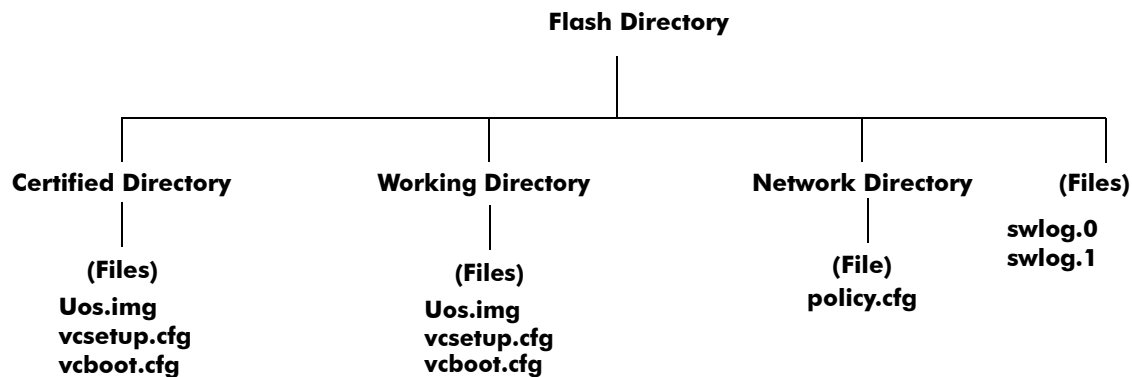 Flash Directory
Certified Directory
Working Directory
Network Directory
(Files)
swlog.0
swlog.1
(Files)
Uos.img
vcsetup.cfg
vcboot.cfg
(Files)
Uos.img
vcsetup.cfg
vcboot.cfg
(File)
policy.cfg